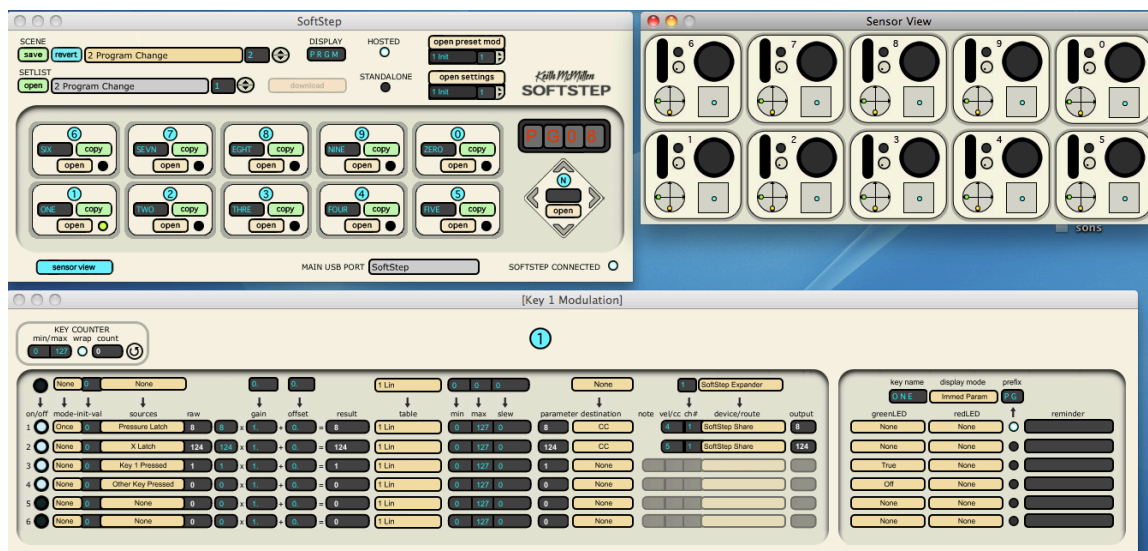 SoftStep
SCENE
save revert 2 Program Change 2
DISPLAY
PRGM
HOSTED
open preset mod
1 Init 1
SETLIST
open 2 Program Change 1
download
STANDALONE
open settings
1 Init 1
Keith McMillen
SOFTSTEP
6 7 8 9 0
SIX copy SEVN copy EGHT copy NINE copy ZERO copy
open open open open open
PG08
N
open
1 2 3 4 5
ONE copy TWO copy THRE copy FOUR copy FIVE copy
open open open open open
sensor view
MAIN USB PORT SoftStep
SOFTSTEP CONNECTED
Sensor View
6 7 8 9 0
1 2 3 4 5
sons
[Key 1 Modulation]
KEY COUNTER
min/max wrap count
0 127 0
1
None 0 None 0. 0. 1 Lin 0 0 0 None 1 SoftStep Expander
on/off mode-init-val sources raw gain offset result table min max slew parameter destination note vel/cc ch# device/route output
1 Once 0 Pressure Latch 8 8 x 1. + 0. = 8 1 Lin 0 127 0 8 CC 4 1 SoftStep Share 8
2 None 0 X Latch 124 124 x 1. + 0. = 124 1 Lin 0 127 0 124 CC 5 1 SoftStep Share 124
3 None 0 Key 1 Pressed 1 1 x 1. + 0. = 1 1 Lin 0 127 0 1 None
4 None 0 Other Key Pressed 0 0 x 1. + 0. = 0 1 Lin 0 127 0 0 None
5 None 0 None 0 0 x 1. + 0. = 0 1 Lin 0 127 0 0 None
6 None 0 None 0 0 x 1. + 0. = 0 1 Lin 0 127 0 0 None
key name display mode prefix
ONE Immed Param PG
greenLED redLED reminder
None None
None None
True None
Off None
None None
None None